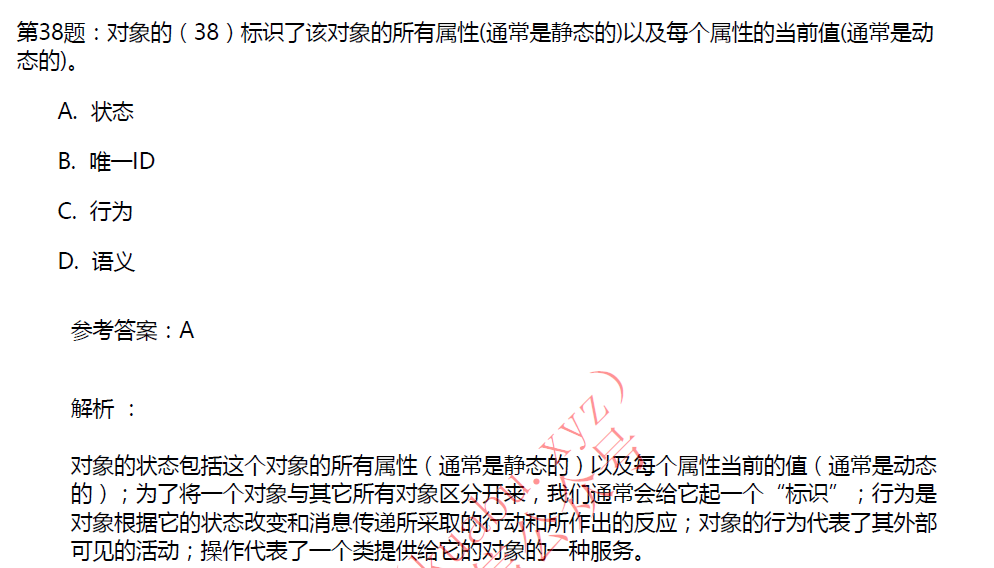 第38题：对象的（38）标识了该对象的所有属性(通常是静态的)以及每个属性的当前值(通常是动
态的)。
A. 状态
B. 唯一ID
C. 行为
D. 语义
参考答案：A
解析 ：
对象的状态包括这个对象的所有属性（通常是静态的）以及每个属性当前的值（通常是动态
的）；为了将一个对象与其它所有对象区分开来，我们通常会给它起一个“标识”；行为是
对象根据它的状态改变和消息传递所采取的行动和所作出的反应；对象的行为代表了其外部
可见的活动；操作代表了一个类提供给它的对象的一种服务。